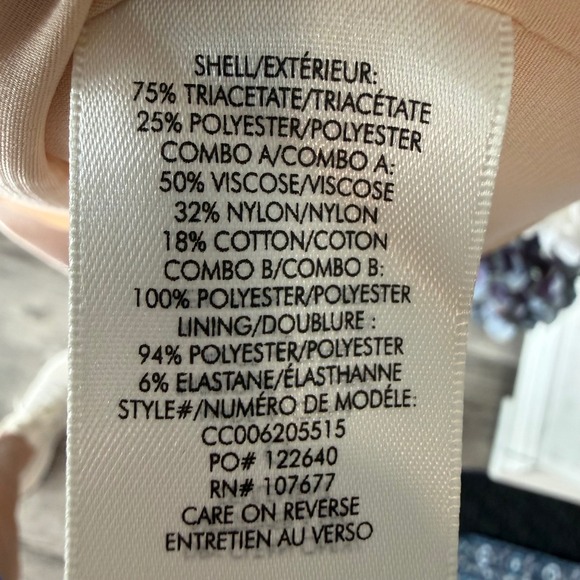 SHELL/EXTÉRIEUR:
75% TRIACETATE/TRIACÉTATE
25% POLYESTER/POLYESTER
COMBO A/COMBO A:
50% VISCOSE/VISCOSE
32% NYLON/NYLON
18% COTTON/COTON
COMBO B/COMBO B:
100% POLYESTER/POLYESTER
LINING/DOUBLURE :
94% POLYESTER/POLYESTER
6% ELASTANE/ÉLASTHANNE
STYLE#/NUMÉRO DE MODÉLE:
CC006205515
PO# 122640
RN# 107677
CARE ON REVERSE
ENTRETIEN AU VERSO